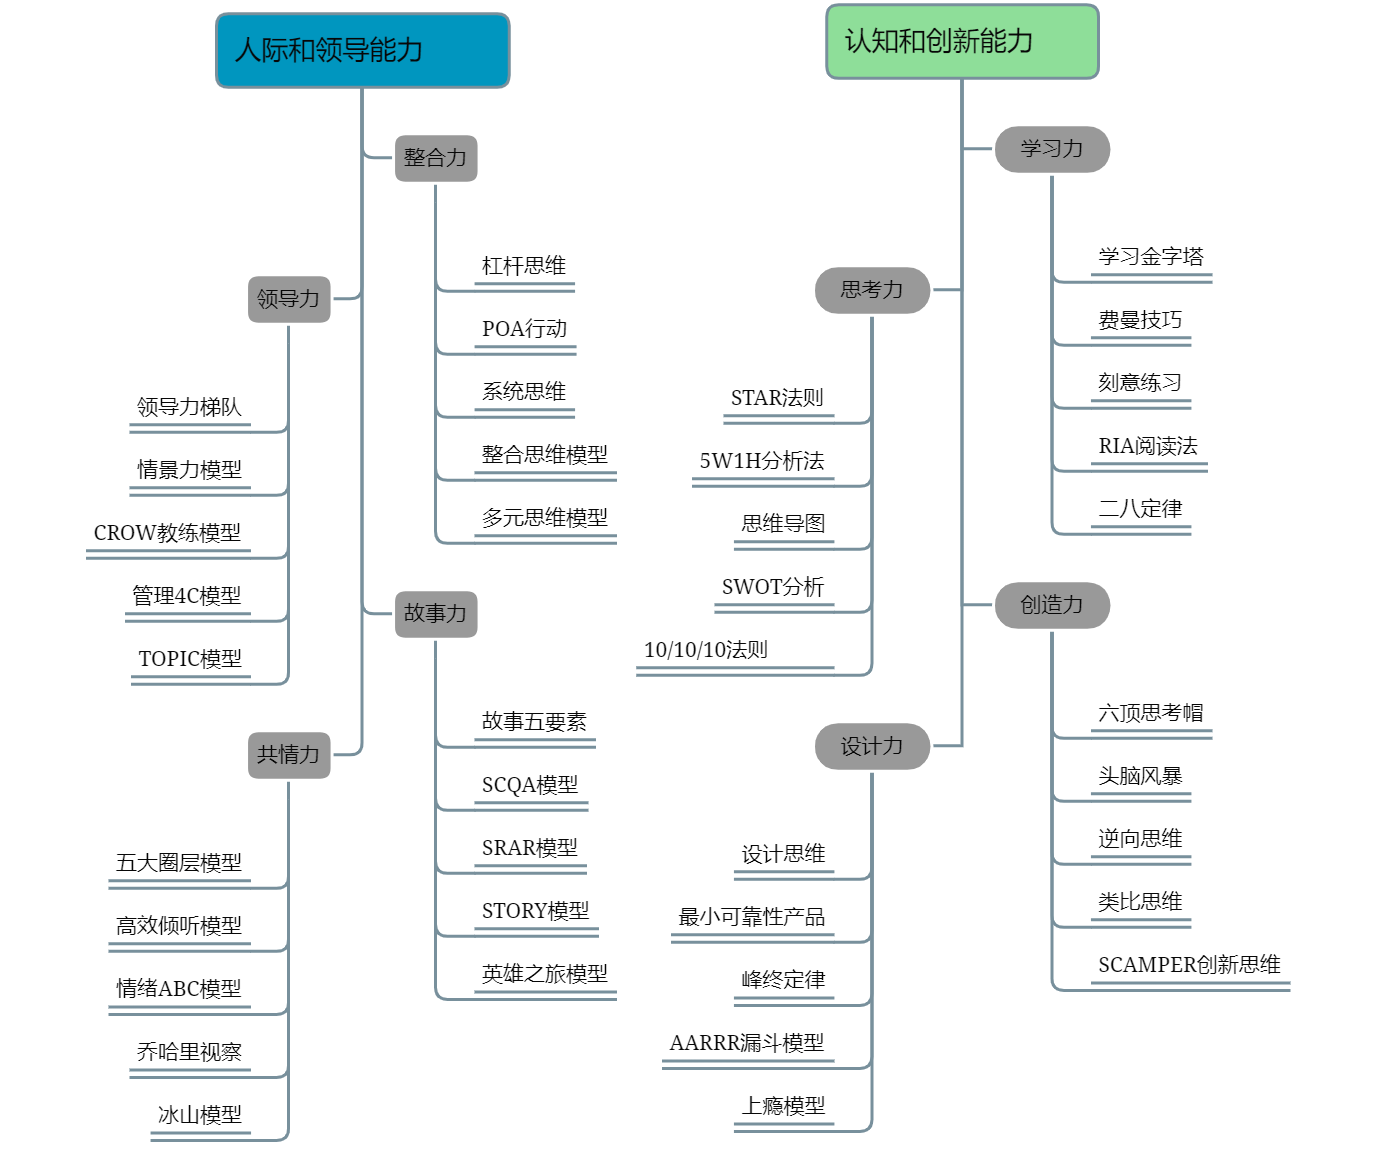 人际和领导能力
整合力
杠杆思维
POA行动
系统思维
整合思维模型
多元思维模型
领导力
领导力梯队
情景力模型
CROW教练模型
管理4C模型
TOPIC模型
故事力
故事五要素
SCQA模型
SRAR模型
STORY模型
英雄之旅模型
共情力
五大圈层模型
高效倾听模型
情绪ABC模型
乔哈里视察
冰山模型
认知和创新能力
学习力
学习金字塔
费曼技巧
刻意练习
RIA阅读法
二八定律
思考力
STAR法则
5W1H分析法
思维导图
SWOT分析
10/10/10法则
创造力
六顶思考帽
头脑风暴
逆向思维
类比思维
SCAMPER创新思维
设计力
设计思维
最小可靠性产品
峰终定律
AARRR漏斗模型
上瘾模型